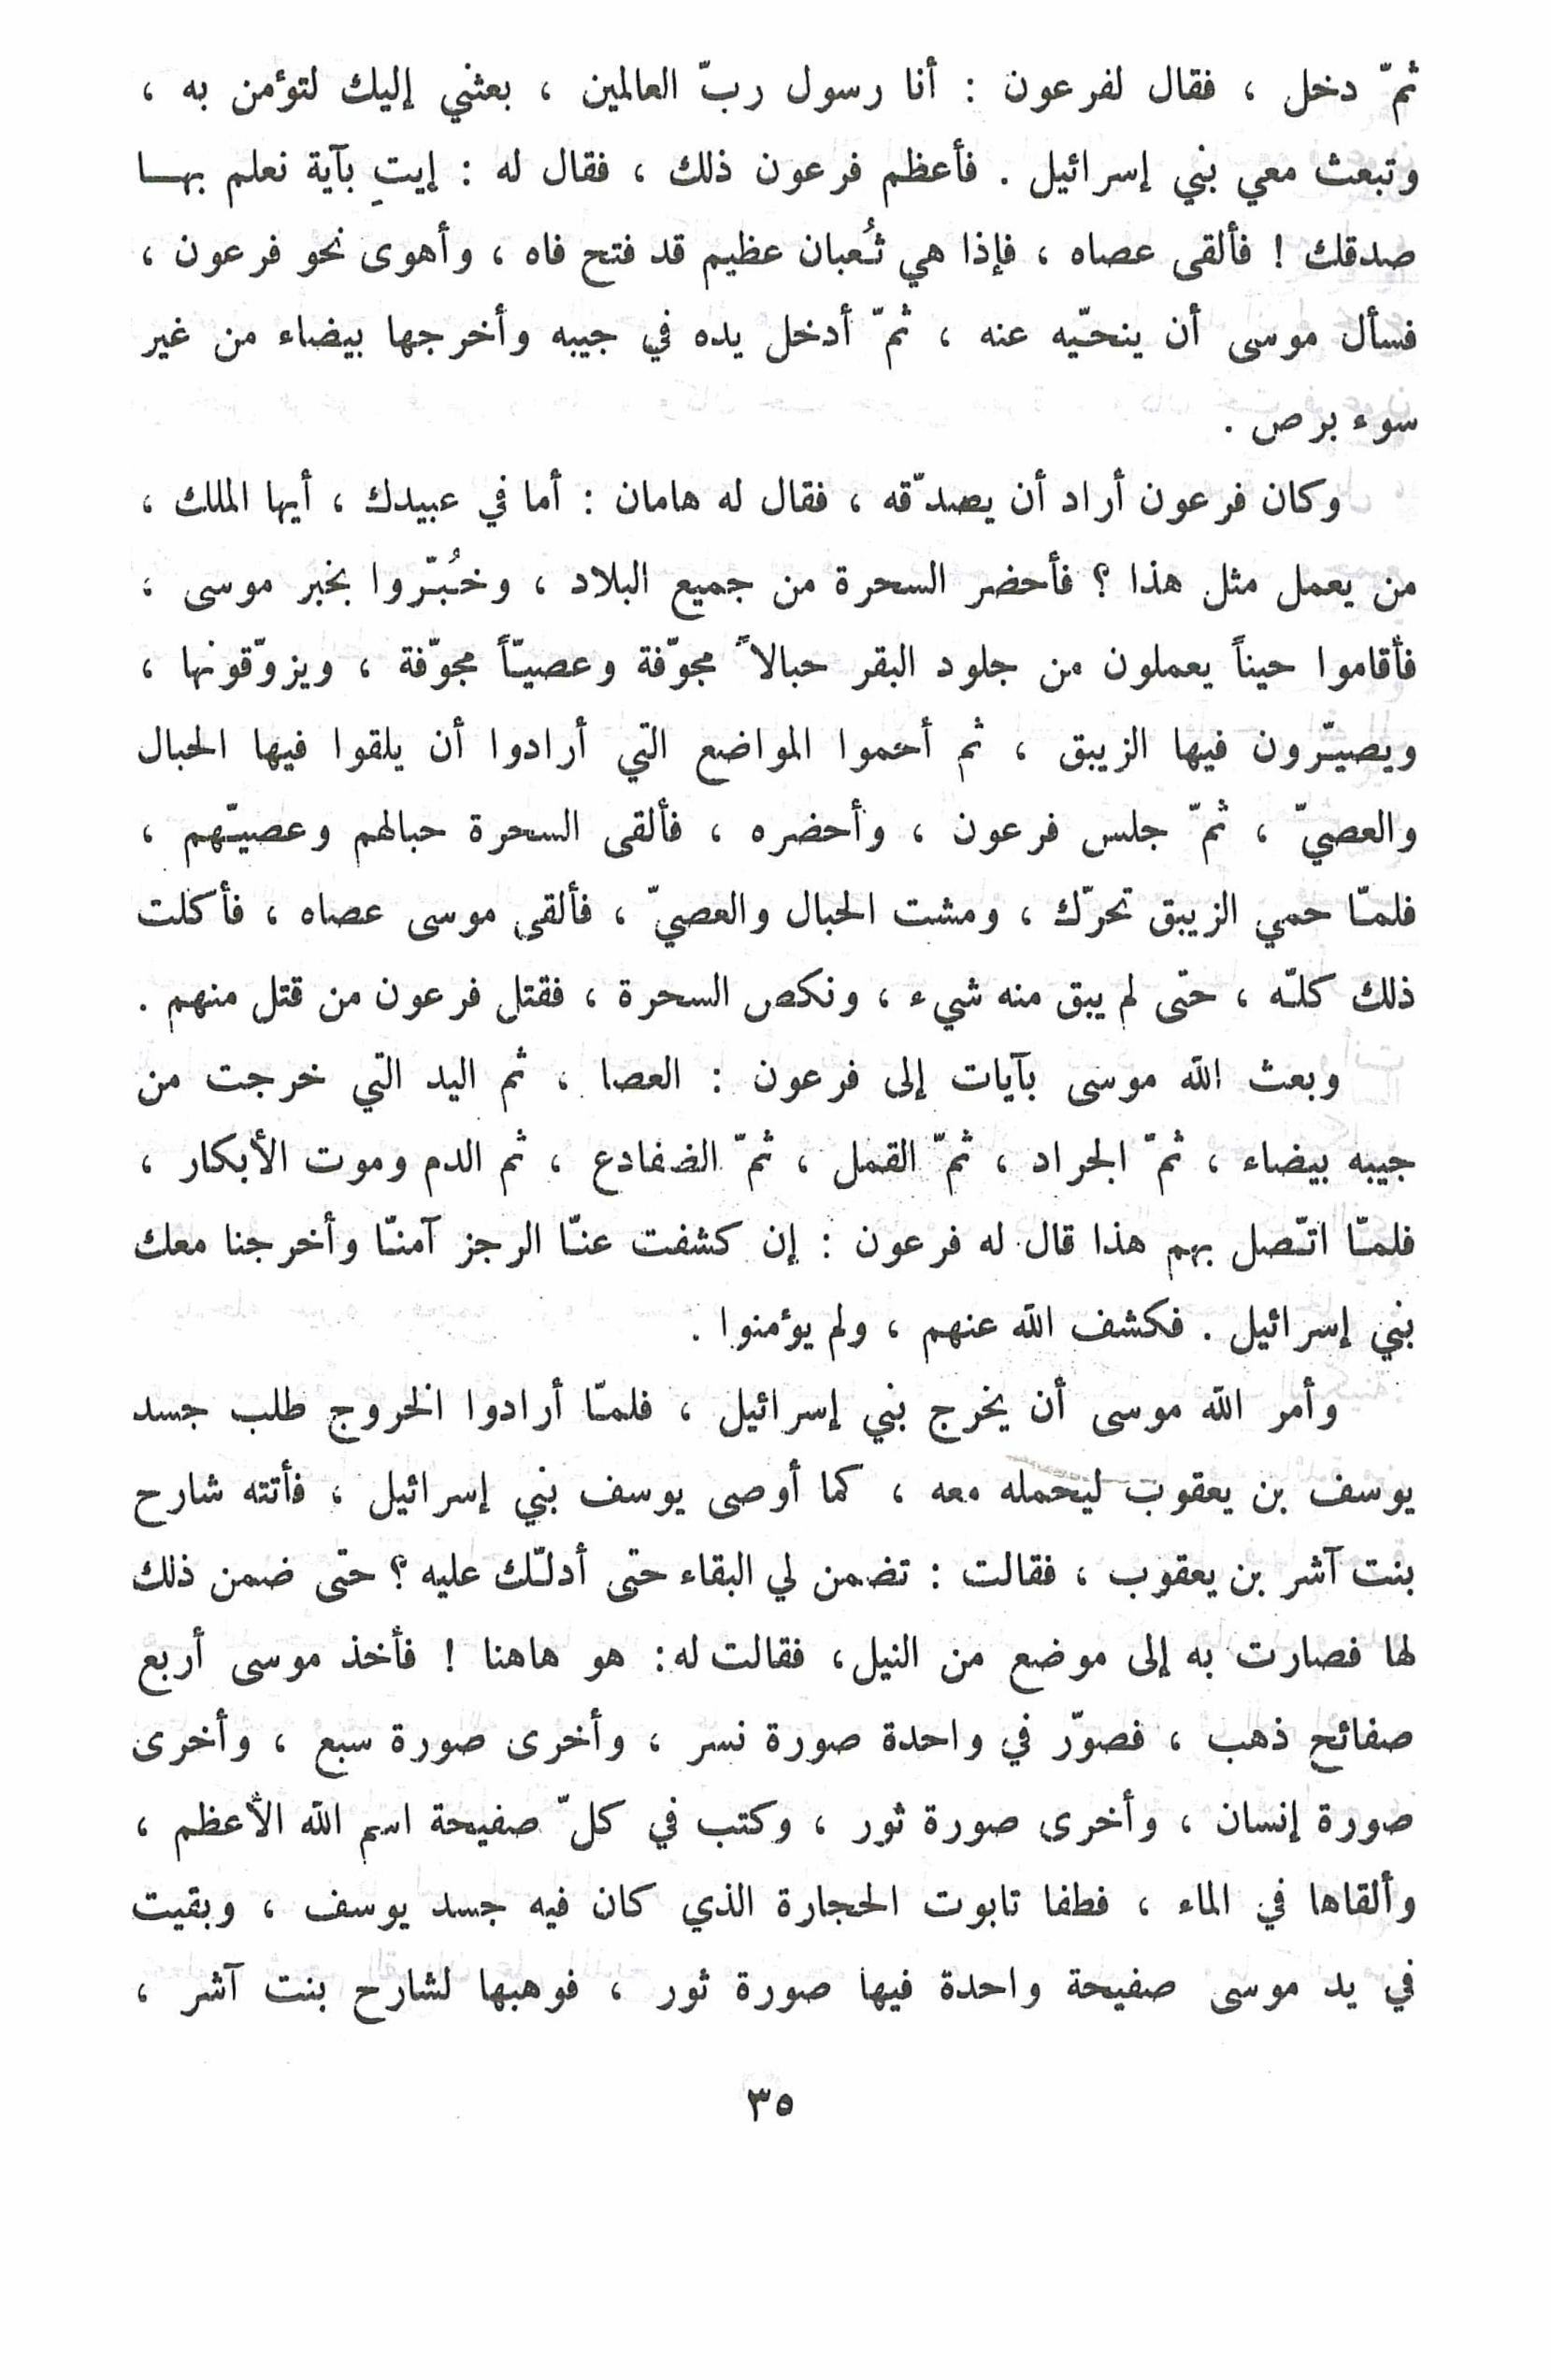 ثمّ دخل ، فقال لفرعون : أنا رسول ربّ العالمين ، بعثني إليك لتؤمن به ،
وتبعث معي بني إسرائيل . فأعظم فرعون ذلك ، فقال له : إيتِ بآية نعلم بهـا
صدقك ! فألقى عصاه ، فإذا هي ثُعبان عظيم قد فتح فاه ، وأهوى نحو فرعون ،
فسأل موسى أن ينحّيه عنه ، ثمّ أدخل يده في جيبه وأخرجها بيضاء من غير
سوء برص .
وكان فرعون أراد أن يصدّقه ، فقال له هامان : أما في عبيدك ، أيها الملك ،
من يعمل مثل هذا ؟ فأحضر السحرة من جميع البلاد ، وخُبّروا بخبر موسى ،
فأقاموا حيناً يعملون من جلود البقر حبالاً مجوّفة وعصيّاً مجوّفة ، ويزوّقونها ،
ويصيّرون فيها الزيبق ، ثم أحموا المواضع التي أرادوا أن يلقوا فيها الحبال
والعصيّ ، ثمّ جلس فرعون ، وأحضره ، فألقى السحرة حبالهم وعصيّهم ،
فلمّا حمي الزيبق تحرّك ، ومشت الحبال والعصيّ ، فألقى موسى عصاه ، فأكلت
ذلك كلّه ، حتى لم يبق منه شيء ، ونكص السحرة ، فقتل فرعون من قتل منهم .
وبعث الله موسى بآيات إلى فرعون : العصا ، ثم اليد التي خرجت من
جيبه بيضاء ، ثمّ الجراد ، ثمّ القمل ، ثمّ الضفادع ، ثم الدم وموت الأبكار ،
فلمّا اتّصل بهم هذا قال له فرعون : إن كشفت عنّا الرجز آمنّا وأخرجنا معك
بني إسرائيل . فكشف الله عنهم ، ولم يؤمنوا .
وأمر الله موسى أن يخرج بني إسرائيل ، فلمّا أرادوا الخروج طلب جسد
يوسف بن يعقوب ليحمله معه ، كما أوصى يوسف بني إسرائيل ، فأتته شارح
بنت آشر بن يعقوب ، فقالت : تضمن لي البقاء حتى أدلّك عليه ؟ حتى ضمن ذلك
لها فصارت به إلى موضع من النيل، فقالت له: هو هاهنا ! فأخذ موسى أربع
صفائح ذهب ، فصوّر في واحدة صورة نسر ، وأخرى صورة سبع ، وأخرى
صورة إنسان ، وأخرى صورة ثور ، وكتب في كلّ صفيحة اسم الله الأعظم ،
وألقاها في الماء ، فطفا تابوت الحجارة الذي كان فيه جسد يوسف ، وبقيت
في يد موسى صفيحة واحدة فيها صورة ثور ، فوهبها لشارح بنت آشر ،
٣٥